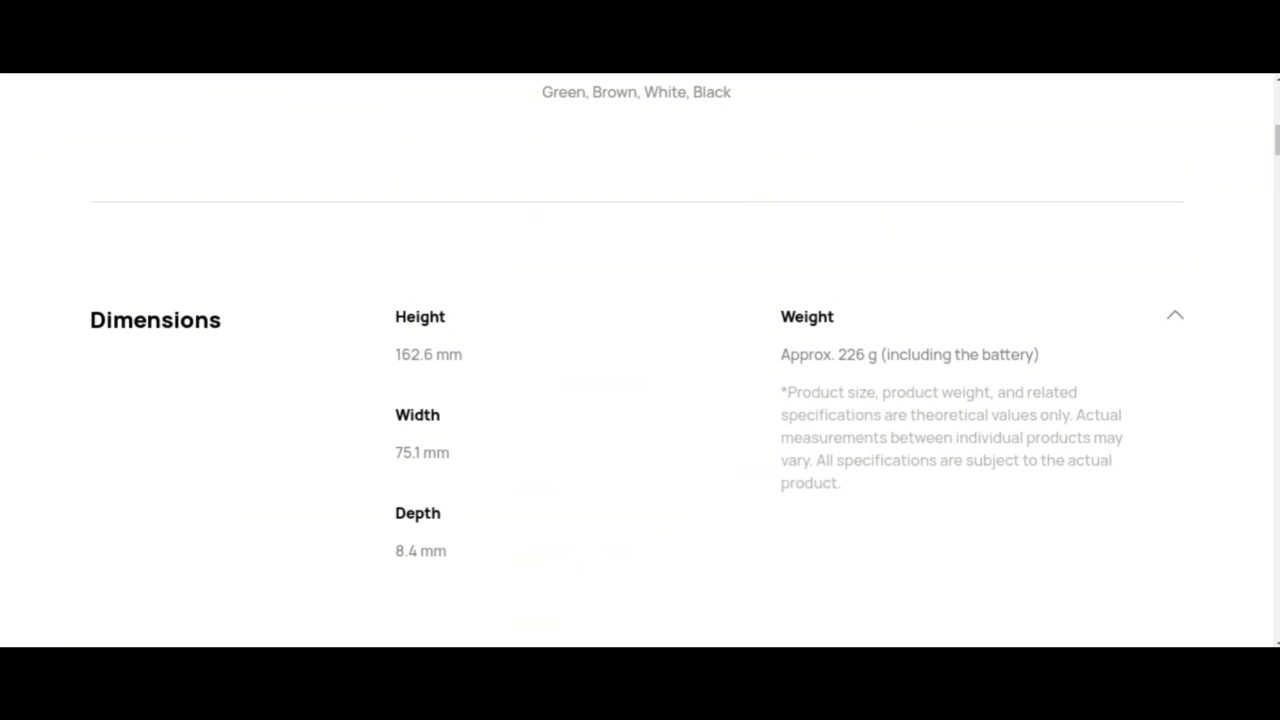 Green, Brown, White, Black
Dimensions
Height
162.6 mm
Width
75.1 mm
Depth
8.4 mm
Weight
Approx. 226 g (including the battery)
*Product size, product weight, and related
specifications are theoretical values only. Actual
measurements between individual products may
vary. All specifications are subject to the actual
product.